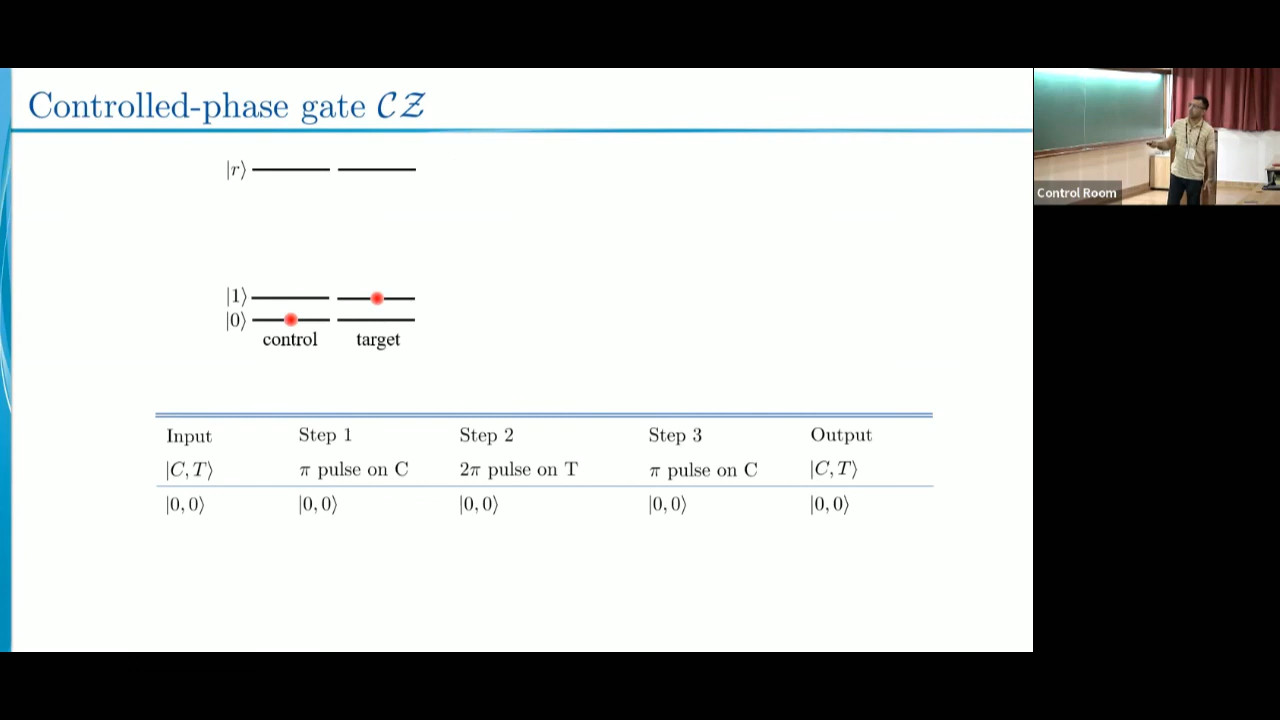 Controlled-phase gate 𝒞𝒵
|r⟩
|1⟩
|0⟩
control target
Input Step 1 Step 2 Step 3 Output
|C, T⟩ π pulse on C 2π pulse on T π pulse on C |C, T⟩
|0, 0⟩ |0, 0⟩ |0, 0⟩ |0, 0⟩ |0, 0⟩
Control Room